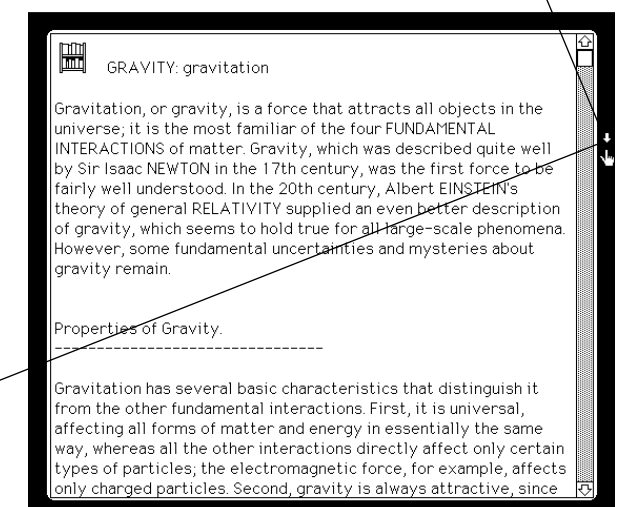 GRAVITY: gravitation
Gravitation, or gravity, is a force that attracts all objects in the
universe; it is the most familiar of the four FUNDAMENTAL
INTERACTIONS of matter. Gravity, which was described quite well
by Sir Isaac NEWTON in the 17th century, was the first force to be
fairly well understood. In the 20th century, Albert EINSTEIN's
theory of general RELATIVITY supplied an even better description
of gravity, which seems to hold true for all large-scale phenomena.
However, some fundamental uncertainties and mysteries about
gravity remain.
Properties of Gravity.
--------------------------------
Gravitation has several basic characteristics that distinguish it
from the other fundamental interactions. First, it is universal,
affecting all forms of matter and energy in essentially the same
way, whereas all the other interactions directly affect only certain
types of particles; the electromagnetic force, for example, affects
only charged particles. Second, gravity is always attractive, since